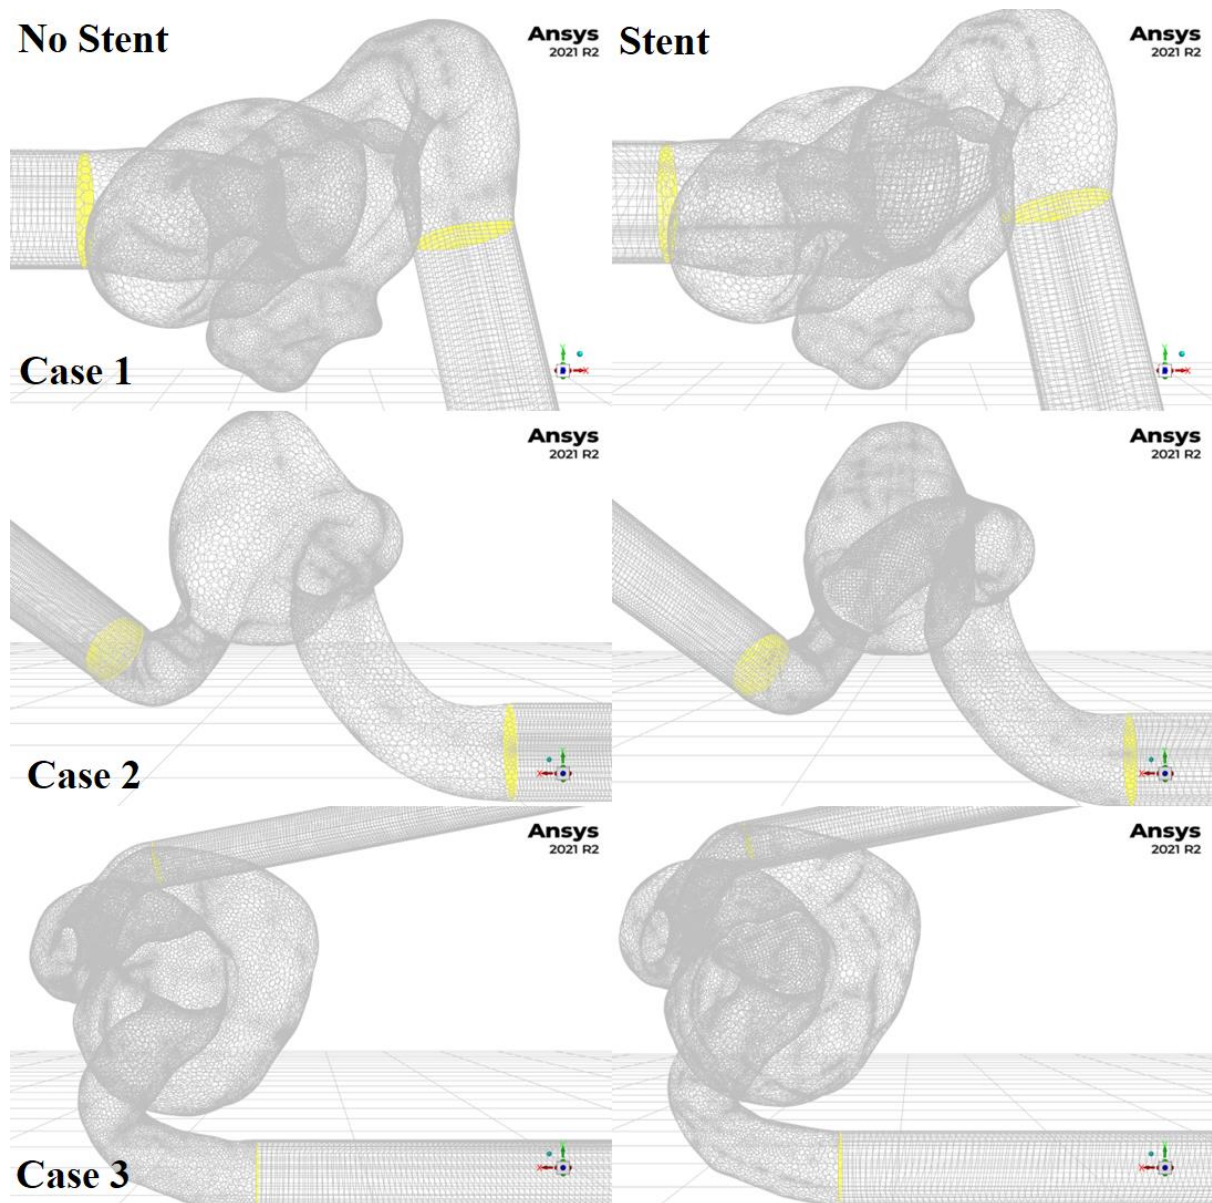 No Stent
Ansys
2021 R2
Stent
Ansys
2021 R2
Case 1
Y
X
Y
X
Ansys
2021 R2
Ansys
2021 R2
Case 2
Y
X
Y
X
Ansys
2021 R2
Ansys
2021 R2
Case 3
Y
X
Y
X